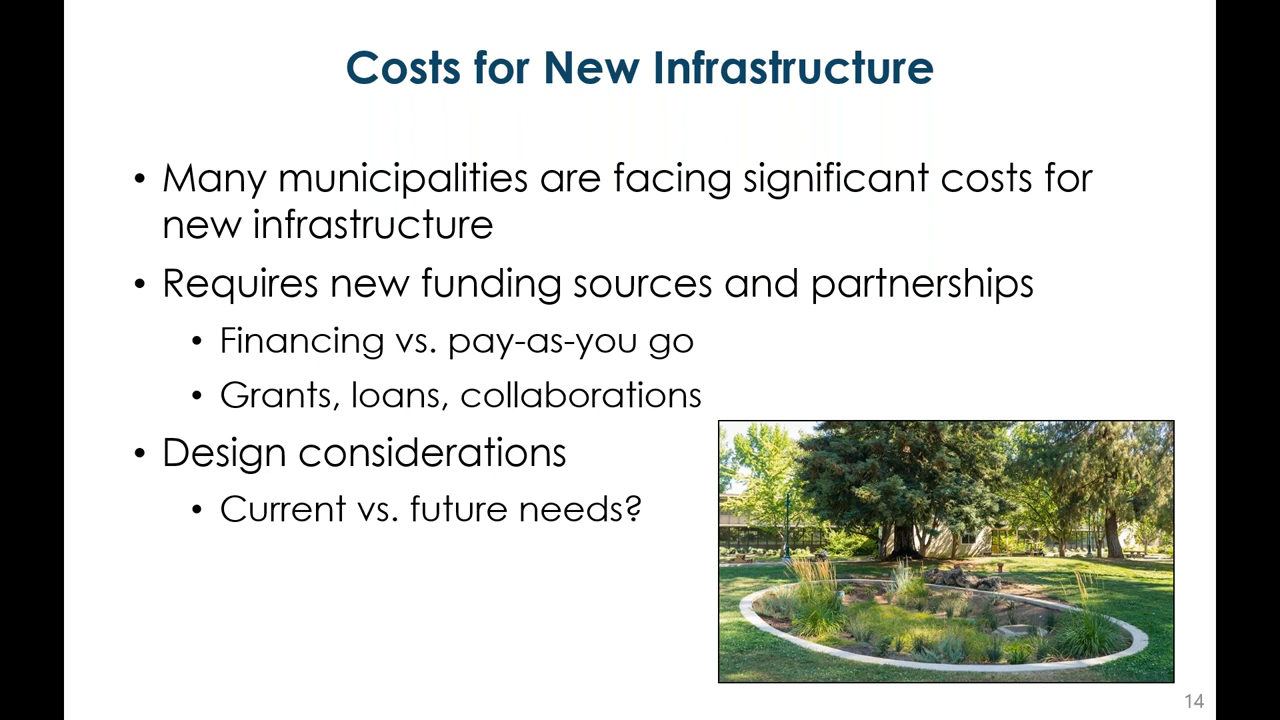 Costs for New Infrastructure
• Many municipalities are facing significant costs for
new infrastructure
• Requires new funding sources and partnerships
• Financing vs. pay-as-you go
• Grants, loans, collaborations
• Design considerations
• Current vs. future needs?
14